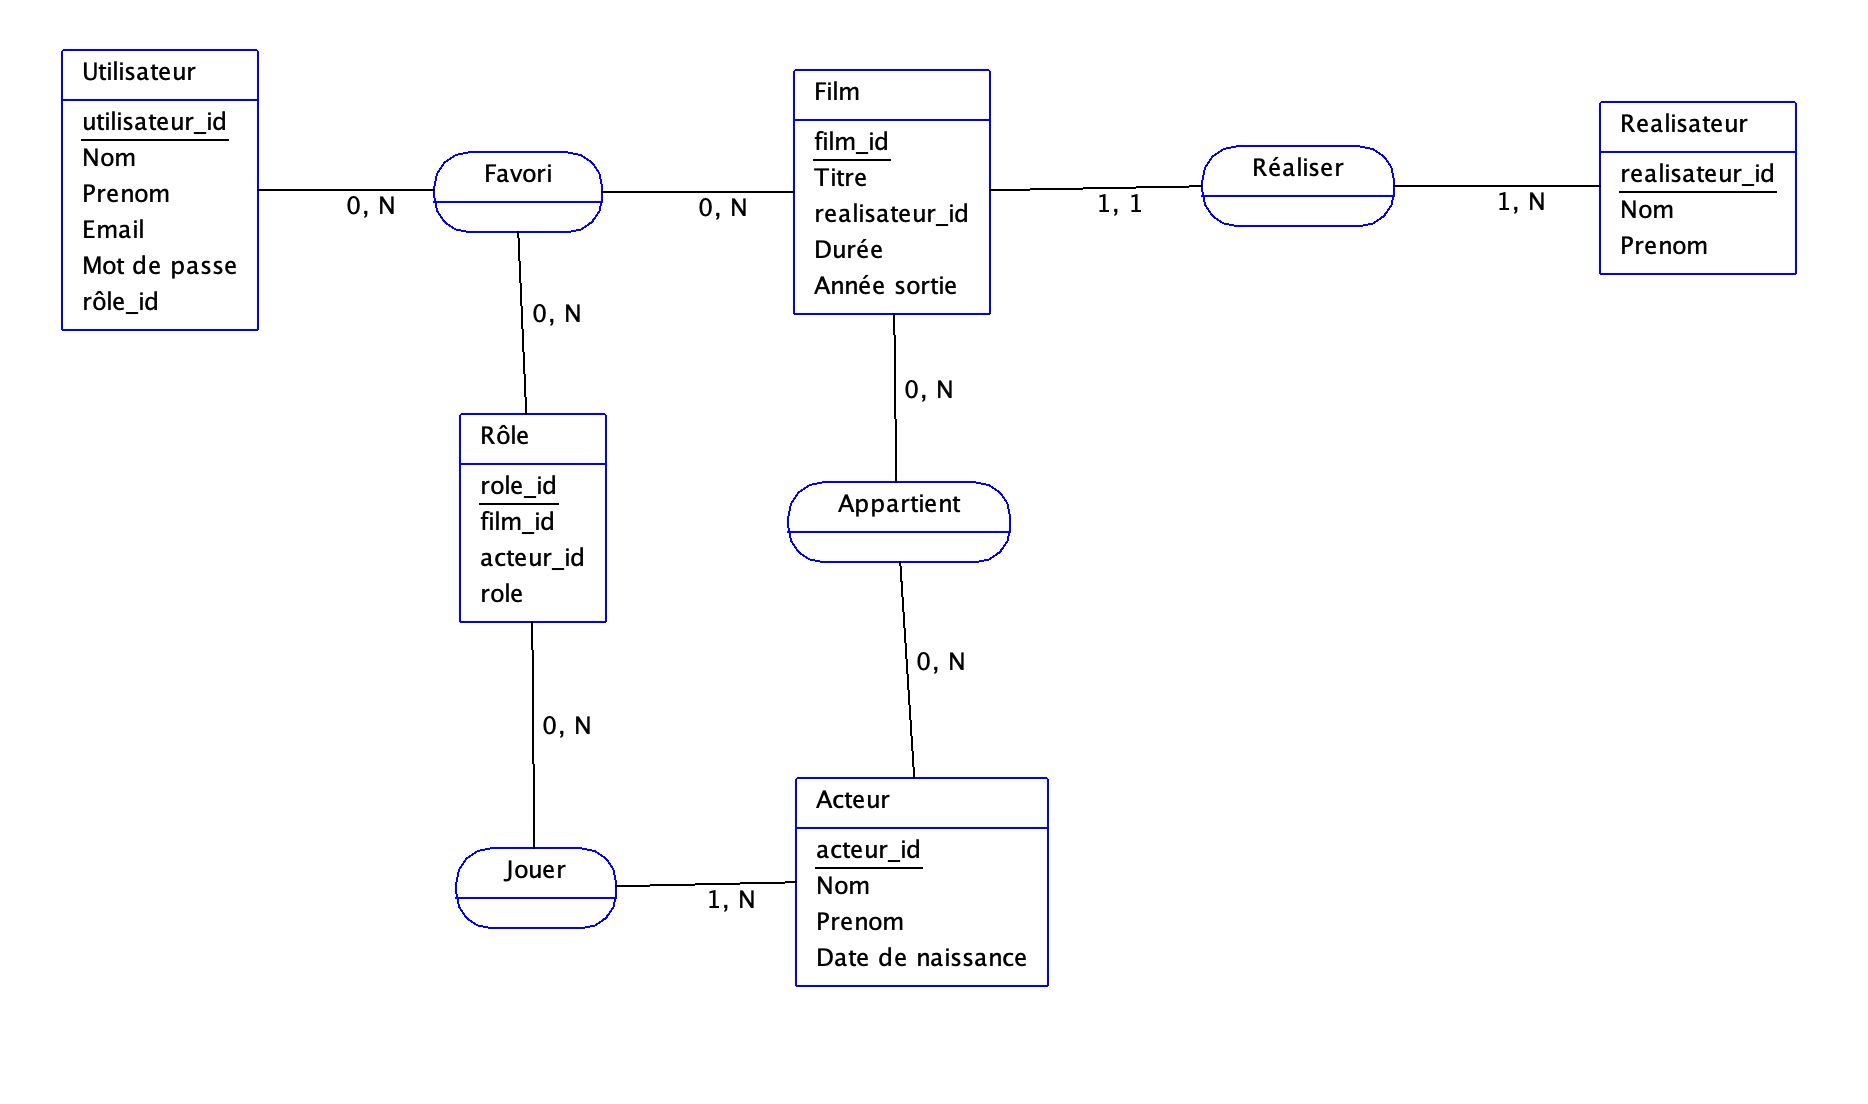 Utilisateur
utilisateur_id
Nom
Prenom
Email
Mot de passe
rôle_id
Favori
0, N
0, N
Film
film_id
Titre
realisateur_id
Durée
Année sortie
1, 1
Réaliser
1, N
Realisateur
realisateur_id
Nom
Prenom
0, N
0, N
Rôle
role_id
film_id
acteur_id
role
Appartient
0, N
0, N
Jouer
1, N
Acteur
acteur_id
Nom
Prenom
Date de naissance